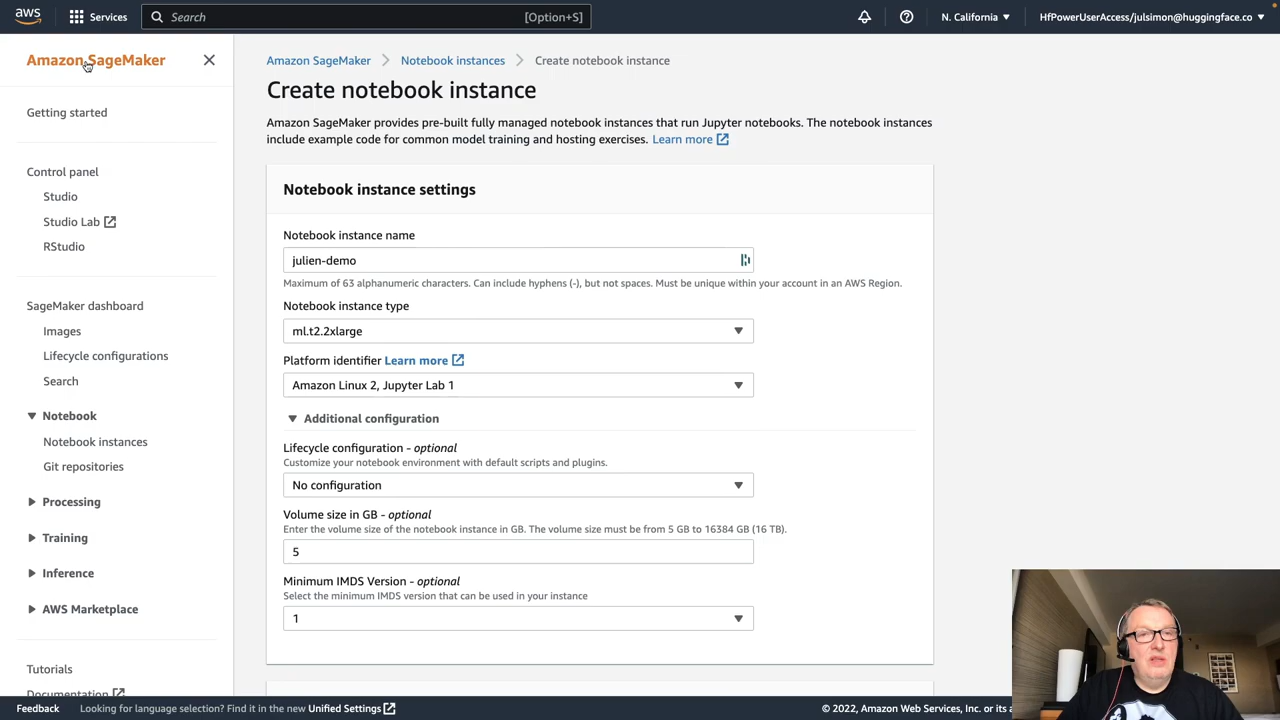 aws
Services
Search
[Option+S]
N. California
HfPowerUserAccess/julsimon@huggingface.co
Amazon SageMaker
Getting started
Control panel
Studio
Studio Lab
RStudio
SageMaker dashboard
Images
Lifecycle configurations
Search
Notebook
Notebook instances
Git repositories
Processing
Training
Inference
AWS Marketplace
Tutorials
Documentation
Amazon SageMaker
Notebook instances
Create notebook instance
Create notebook instance
Amazon SageMaker provides pre-built fully managed notebook instances that run Jupyter notebooks. The notebook instances
include example code for common model training and hosting exercises. Learn more
Notebook instance settings
Notebook instance name
julien-demo
Maximum of 63 alphanumeric characters. Can include hyphens (-), but not spaces. Must be unique within your account in an AWS Region.
Notebook instance type
ml.t2.2xlarge
Platform identifier Learn more
Amazon Linux 2, Jupyter Lab 1
Additional configuration
Lifecycle configuration - optional
Customize your notebook environment with default scripts and plugins.
No configuration
Volume size in GB - optional
Enter the volume size of the notebook instance in GB. The volume size must be from 5 GB to 16384 GB (16 TB).
5
Minimum IMDS Version - optional
Select the minimum IMDS version that can be used in your instance
1
Feedback
Looking for language selection? Find it in the new Unified Settings
© 2022, Amazon Web Services, Inc. or its